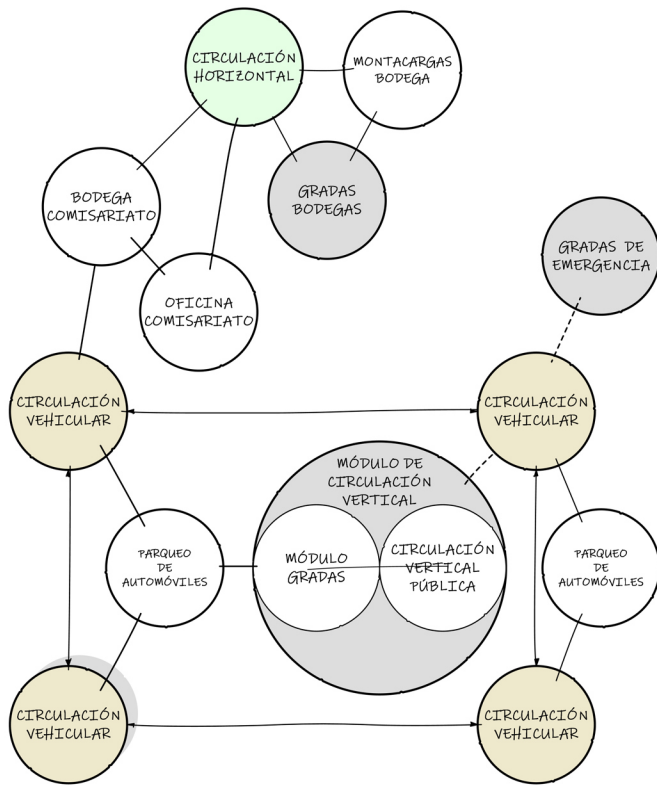 CIRCULACIÓN
HORIZONTAL
MONTACARGAS
BODEGA
BODEGA
COMISARIATO
GRADAS
BODEGAS
GRADAS DE
EMERGENCIA
OFICINA
COMISARIATO
CIRCULACIÓN
VEHICULAR
CIRCULACIÓN
VEHICULAR
MÓDULO DE
CIRCULACIÓN
VERTICAL
PARQUEO
DE
AUTOMÓVILES
MÓDULO
GRADAS
CIRCULACIÓN
VERTICAL
PÚBLICA
PARQUEO
DE
AUTOMÓVILES
CIRCULACIÓN
VEHICULAR
CIRCULACIÓN
VEHICULAR